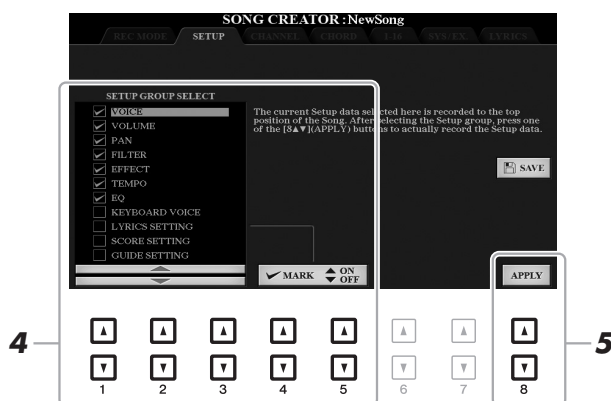 SONG CREATOR : NewSong
REC MODE SETUP CHANNEL CHORD 1-16 SYS/EX. LYRICS
SETUP GROUP SELECT
VOICE
VOLUME
PAN
FILTER
EFFECT
TEMPO
EQ
KEYBOARD VOICE
LYRICS SETTING
SCORE SETTING
GUIDE SETTING
The current Setup data selected here is recorded to the top
position of the Song. After selecting the Setup group, press one
of the [8▲▼](APPLY) buttons to actually record the Setup data.
SAVE
MARK ON
OFF
APPLY
4
5
1 2 3 4 5 6 7 8